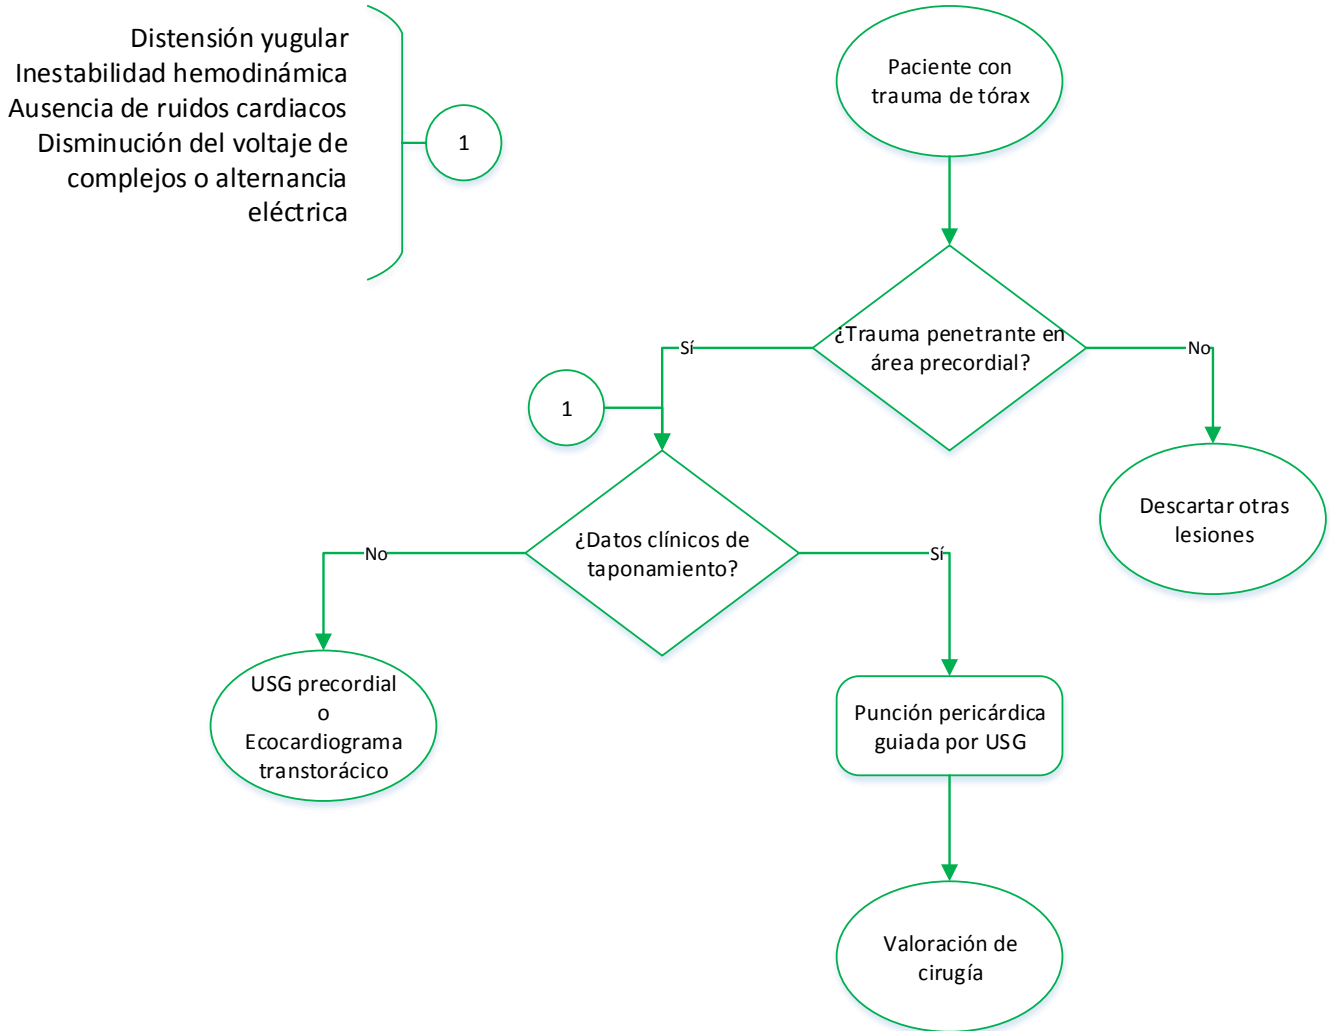 Distensión yugular
Inestabilidad hemodinámica
Ausencia de ruidos cardiacos
Disminución del voltaje de
complejos o alternancia
eléctrica
1
Paciente con
trauma de tórax
¿Trauma penetrante en
área precordial?
Sí
No
1
Descartar otras
lesiones
¿Datos clínicos de
taponamiento?
No
Sí
USG precordial
o
Ecocardiograma
transtorácico
Punción pericárdica
guiada por USG
Valoración de
cirugía